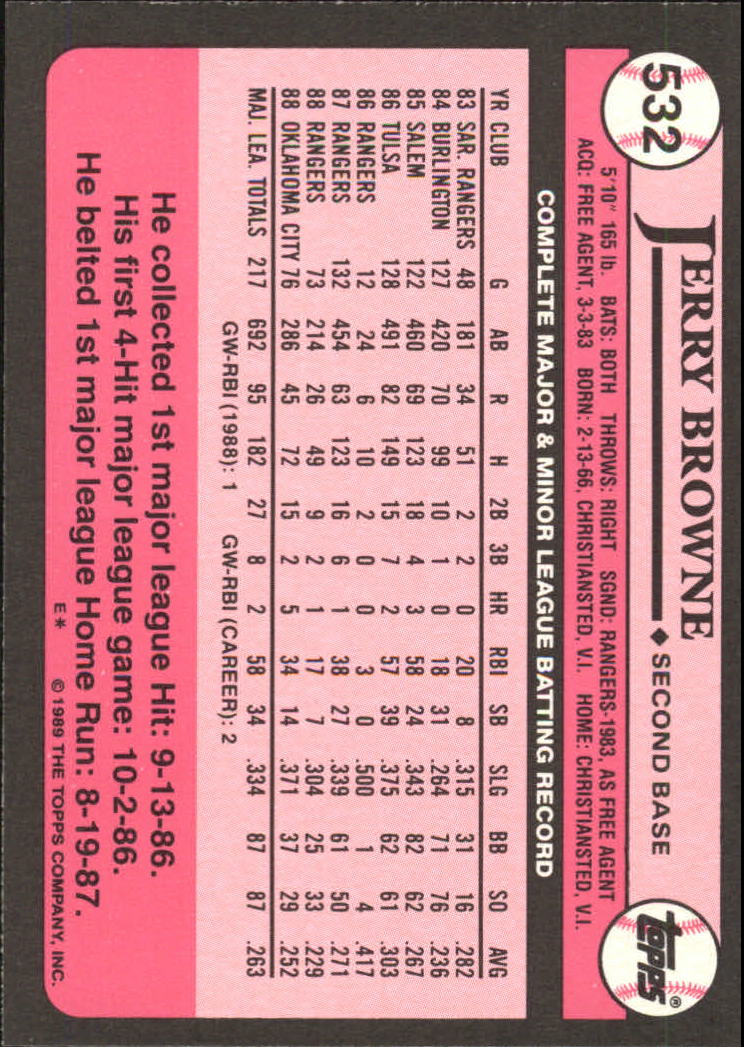 532
JERRY BROWNE ◆ SECOND BASE
topps®
5'10" 165 lb. BATS: BOTH THROWS: RIGHT SGND: RANGERS-1983, AS FREE AGENT
ACQ: FREE AGENT, 3-3-83 BORN: 2-13-66, CHRISTIANSTED, V.I. HOME: CHRISTIANSTED, V.I.
COMPLETE MAJOR & MINOR LEAGUE BATTING RECORD
YR CLUB G AB R H 2B 3B HR RBI SB SLG BB SO AVG
83 SAR. RANGERS 48 181 34 51 2 2 0 20 8 .315 31 16 .282
84 BURLINGTON 127 420 70 99 10 1 0 18 31 .264 71 76 .236
85 SALEM 122 460 69 123 18 4 3 58 24 .343 82 62 .267
86 TULSA 128 491 82 149 15 7 2 57 39 .375 62 61 .303
86 RANGERS 12 24 6 10 2 0 0 3 0 .500 1 4 .417
87 RANGERS 132 454 63 123 16 6 1 38 27 .339 61 50 .271
88 RANGERS 73 214 26 49 9 2 1 17 7 .304 25 33 .229
88 OKLAHOMA CITY 76 286 45 72 15 2 5 34 14 .371 37 29 .252
MAJ. LEA. TOTALS 217 692 95 182 27 8 2 58 34 .334 87 87 .263
GW-RBI (1988): 1 GW-RBI (CAREER): 2
He collected 1st major league Hit: 9-13-86.
His first 4-Hit major league game: 10-2-86.
He belted 1st major league Home Run: 8-19-87.
E* © 1989 THE TOPPS COMPANY, INC.